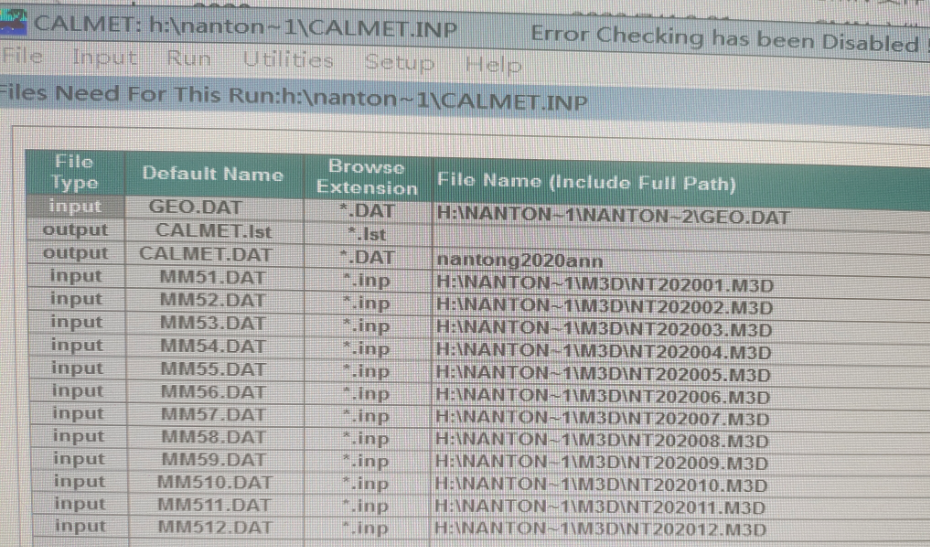 CALMET: h:\nanton~1\CALMET.INP Error Checking has been Disabled !
File Input Run Utilities Setup Help
Files Need For This Run:h:\nanton~1\CALMET.INP
File Type Default Name Browse Extension File Name (Include Full Path)
input GEO.DAT *.DAT H:\NANTON~1\NANTON~2\GEO.DAT
output CALMET.lst *.lst
output CALMET.DAT *.DAT nantong2020ann
input MM51.DAT *.inp H:\NANTON~1\M3D\NT202001.M3D
input MM52.DAT *.inp H:\NANTON~1\M3D\NT202002.M3D
input MM53.DAT *.inp H:\NANTON~1\M3D\NT202003.M3D
input MM54.DAT *.inp H:\NANTON~1\M3D\NT202004.M3D
input MM55.DAT *.inp H:\NANTON~1\M3D\NT202005.M3D
input MM56.DAT *.inp H:\NANTON~1\M3D\NT202006.M3D
input MM57.DAT *.inp H:\NANTON~1\M3D\NT202007.M3D
input MM58.DAT *.inp H:\NANTON~1\M3D\NT202008.M3D
input MM59.DAT *.inp H:\NANTON~1\M3D\NT202009.M3D
input MM510.DAT *.inp H:\NANTON~1\M3D\NT202010.M3D
input MM511.DAT *.inp H:\NANTON~1\M3D\NT202011.M3D
input MM512.DAT *.inp H:\NANTON~1\M3D\NT202012.M3D